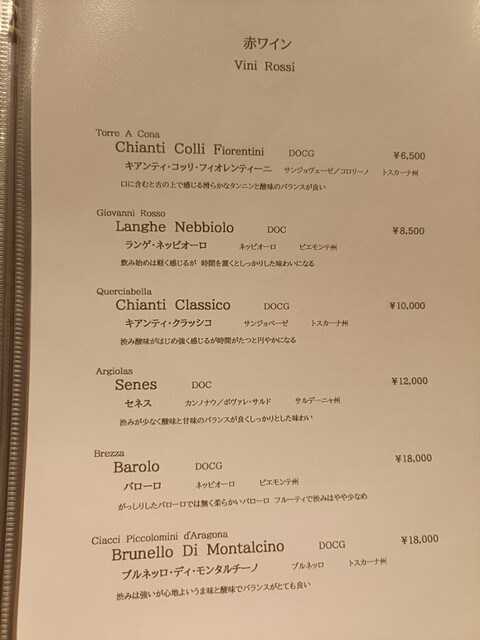 赤ワイン
Vini Rossi
Torre A Cona
Chianti Colli Fiorentini DOCG ¥6,500
キアンティ・コッリ・フィオレンティーニ サンジョヴェーゼ／コロリーノ トスカーナ州
口に含むと舌の上で感じる滑らかなタンニンと酸味のバランスが良い
Giovanni Rosso
Langhe Nebbiolo DOC ¥8,500
ランゲ・ネッビオーロ ネッビオーロ ピエモンテ州
飲み始めは軽く感じるが 時間を置くとしっかりした味わいになる
Querciabella
Chianti Classico DOCG ¥10,000
キアンティ・クラッシコ サンジョベーゼ トスカーナ州
渋み酸味がはじめ強く感じるが時間がたつと円やかになる
Argiolas
Senes DOC ¥12,000
セネス カンノナウ／ボヴァレ・サルド サルデーニャ州
渋みが少なく酸味と甘味のバランスが良くしっかりとした味わい
Brezza
Barolo DOCG ¥18,000
バローロ ネッビオーロ ピエモンテ州
がっしりしたバローロでは無く柔らかいバローロ フルーティで渋みはやや少なめ
Ciacci Piccolomini d'Aragona
Brunello Di Montalcino DOCG ¥18,000
ブルネッロ・ディ・モンタルチーノ ブルネッロ トスカーナ州
渋みは強いが心地よいうま味と酸味でバランスがとても良い